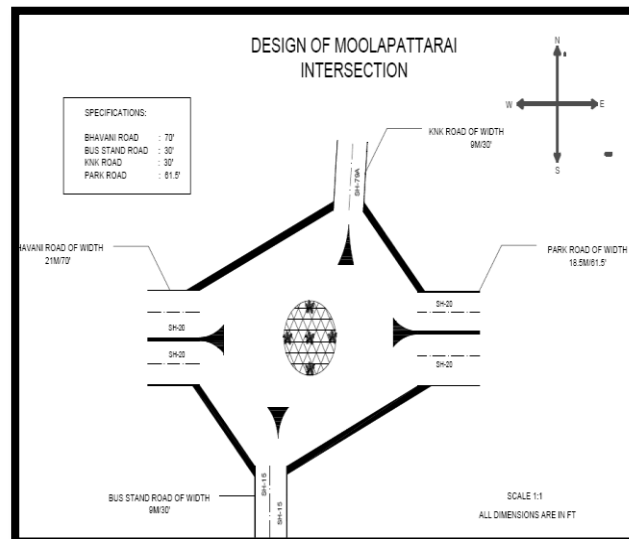 DESIGN OF MOOLAPATTARAI
INTERSECTION
N
W
E
S
SPECIFICATIONS:
BHAVANI ROAD : 70'
BUS STAND ROAD : 30'
KNK ROAD : 30'
PARK ROAD : 61.5'
KNK ROAD OF WIDTH
9M/30'
SH-79A
HAVANI ROAD OF WIDTH
21M/70'
PARK ROAD OF WIDTH
18.5M/61.5'
SH-20
SH-20
SH-20
SH-20
SH-15
SH-15
BUS STAND ROAD OF WIDTH
9M/30'
SCALE 1:1
ALL DIMENSIONS ARE IN FT